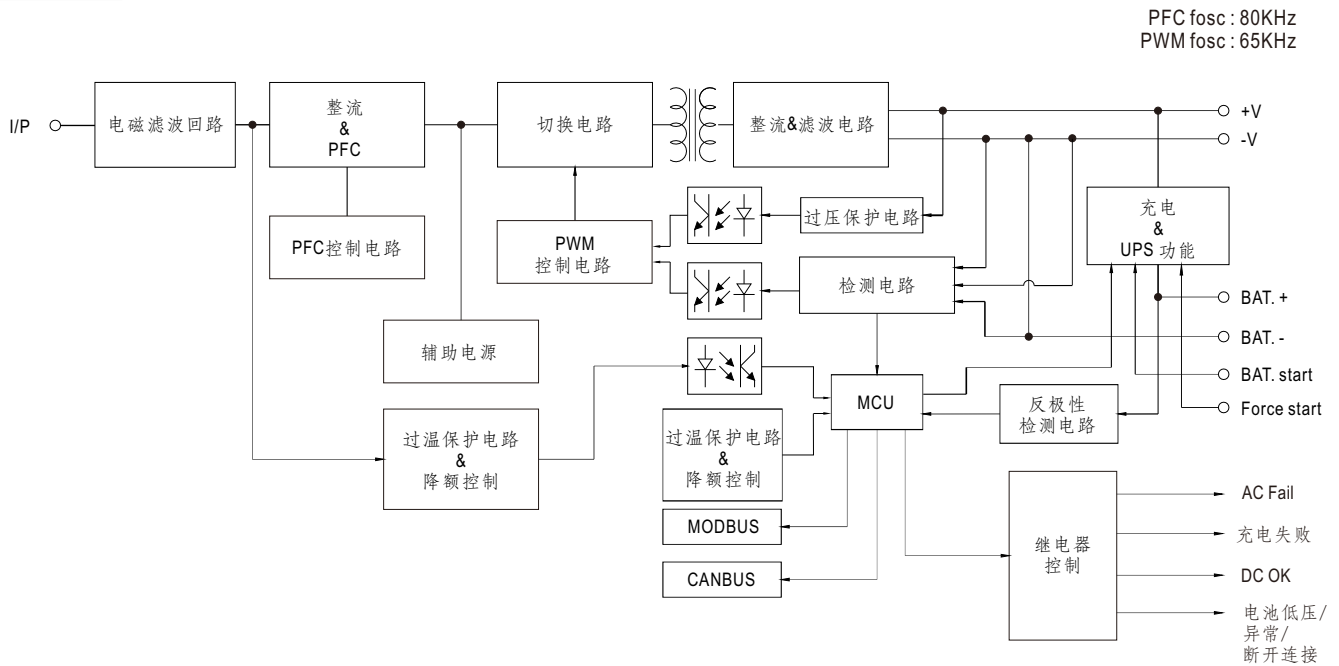 PFC fosc : 80KHz
PWM fosc : 65KHz
I/P
电磁滤波回路
整流
&
PFC
切换电路
整流&滤波电路
+V
-V
PFC控制电路
PWM
控制电路
过压保护电路
检测电路
充电
&
UPS 功能
BAT. +
BAT. -
BAT. start
Force start
辅助电源
MCU
反极性
检测电路
过温保护电路
&
降额控制
过温保护电路
&
降额控制
MODBUS
CANBUS
继电器
控制
AC Fail
充电失败
DC OK
电池低压/
异常/
断开连接